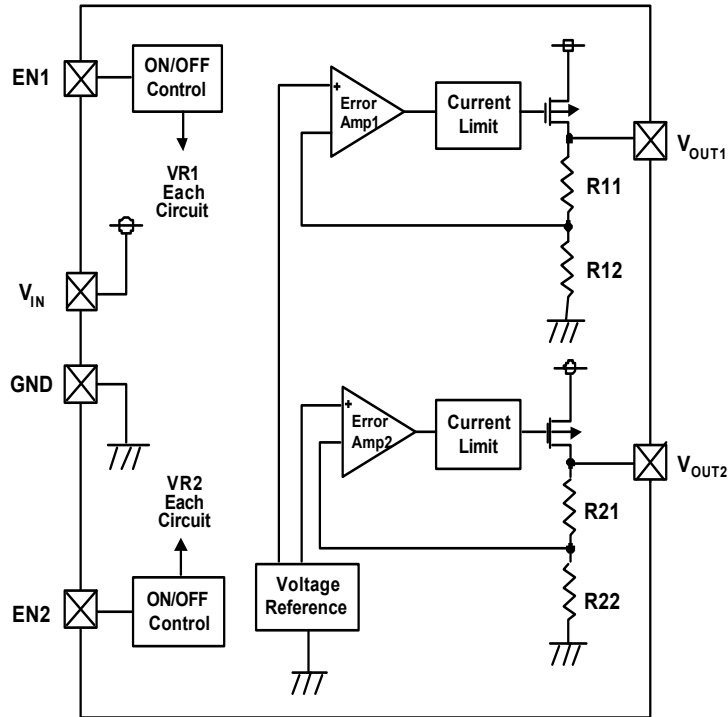 EN1
ON/OFF
Control
VR1
Each
Circuit
VIN
GND
VR2
Each
Circuit
EN2
ON/OFF
Control
+
Error
Amp1
Current
Limit
VOUT1
R11
R12
+
Error
Amp2
Current
Limit
VOUT2
R21
R22
Voltage
Reference